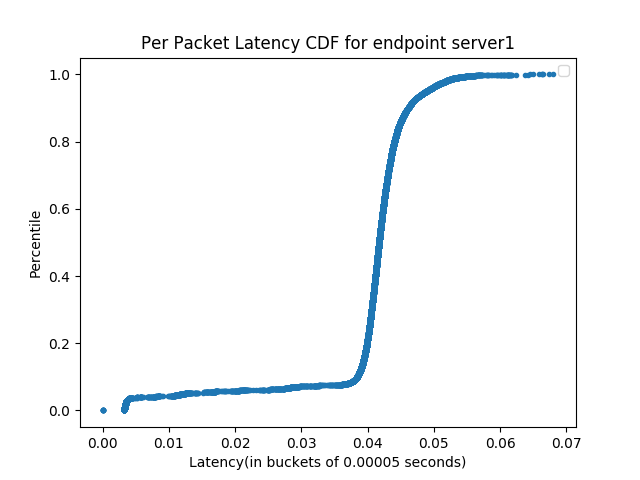 Per Packet Latency CDF for endpoint server1
1.0
0.8
0.6
0.4
0.2
0.0
Percentile
0.00 0.01 0.02 0.03 0.04 0.05 0.06 0.07
Latency(in buckets of 0.00005 seconds)